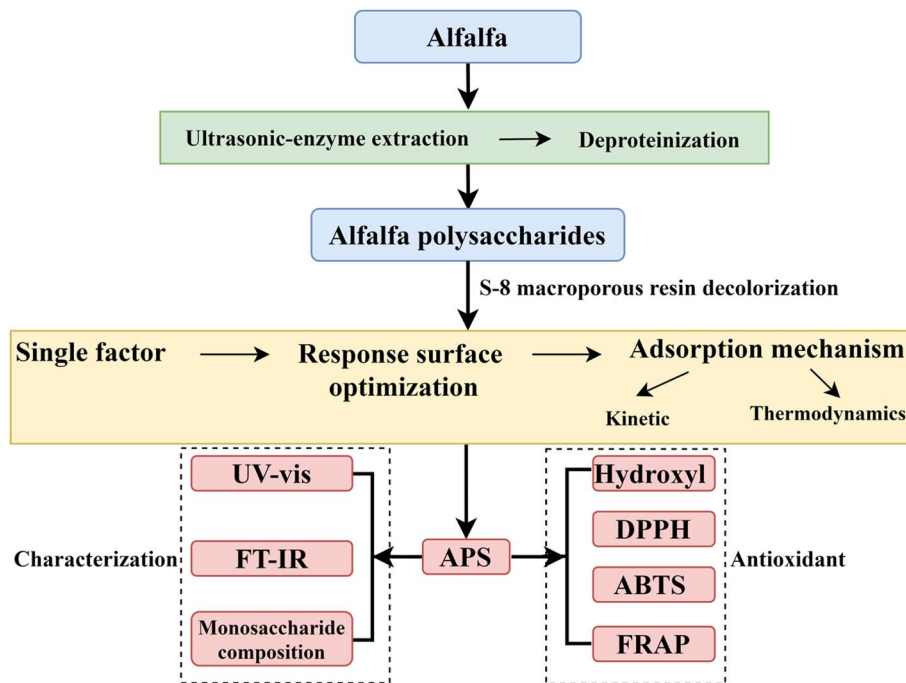 Alfalfa
Ultrasonic-enzyme extraction
Deproteinization
Alfalfa polysaccharides
S-8 macroporous resin decolorization
Single factor
Response surface
optimization
Adsorption mechanism
Kinetic
Thermodynamics
Characterization
UV-vis
FT-IR
Monosaccharide
composition
APS
Hydroxyl
DPPH
ABTS
FRAP
Antioxidant